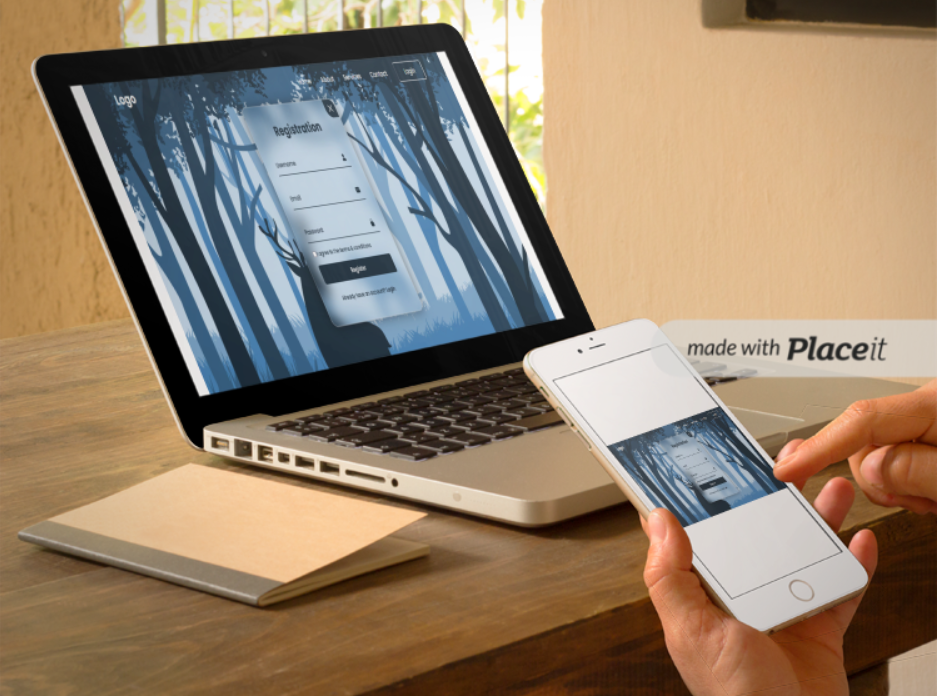 Logo
Home About Services Contact Login
Registration
Username
Email
Password
I agree to the terms & conditions
Register
Already have an account? Login
made with Placeit